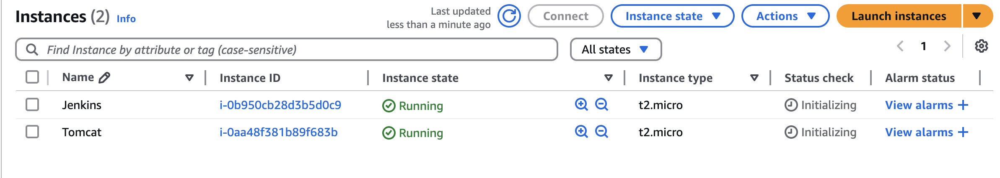 Instances (2) Info
Last updated
less than a minute ago
Connect
Instance state
Actions
Launch instances
Find Instance by attribute or tag (case-sensitive)
All states
1
Name Instance ID Instance state Instance type Status check Alarm status
Jenkins i-0b950cb28d3b5d0c9 Running t2.micro Initializing View alarms +
Tomcat i-0aa48f381b89f683b Running t2.micro Initializing View alarms +